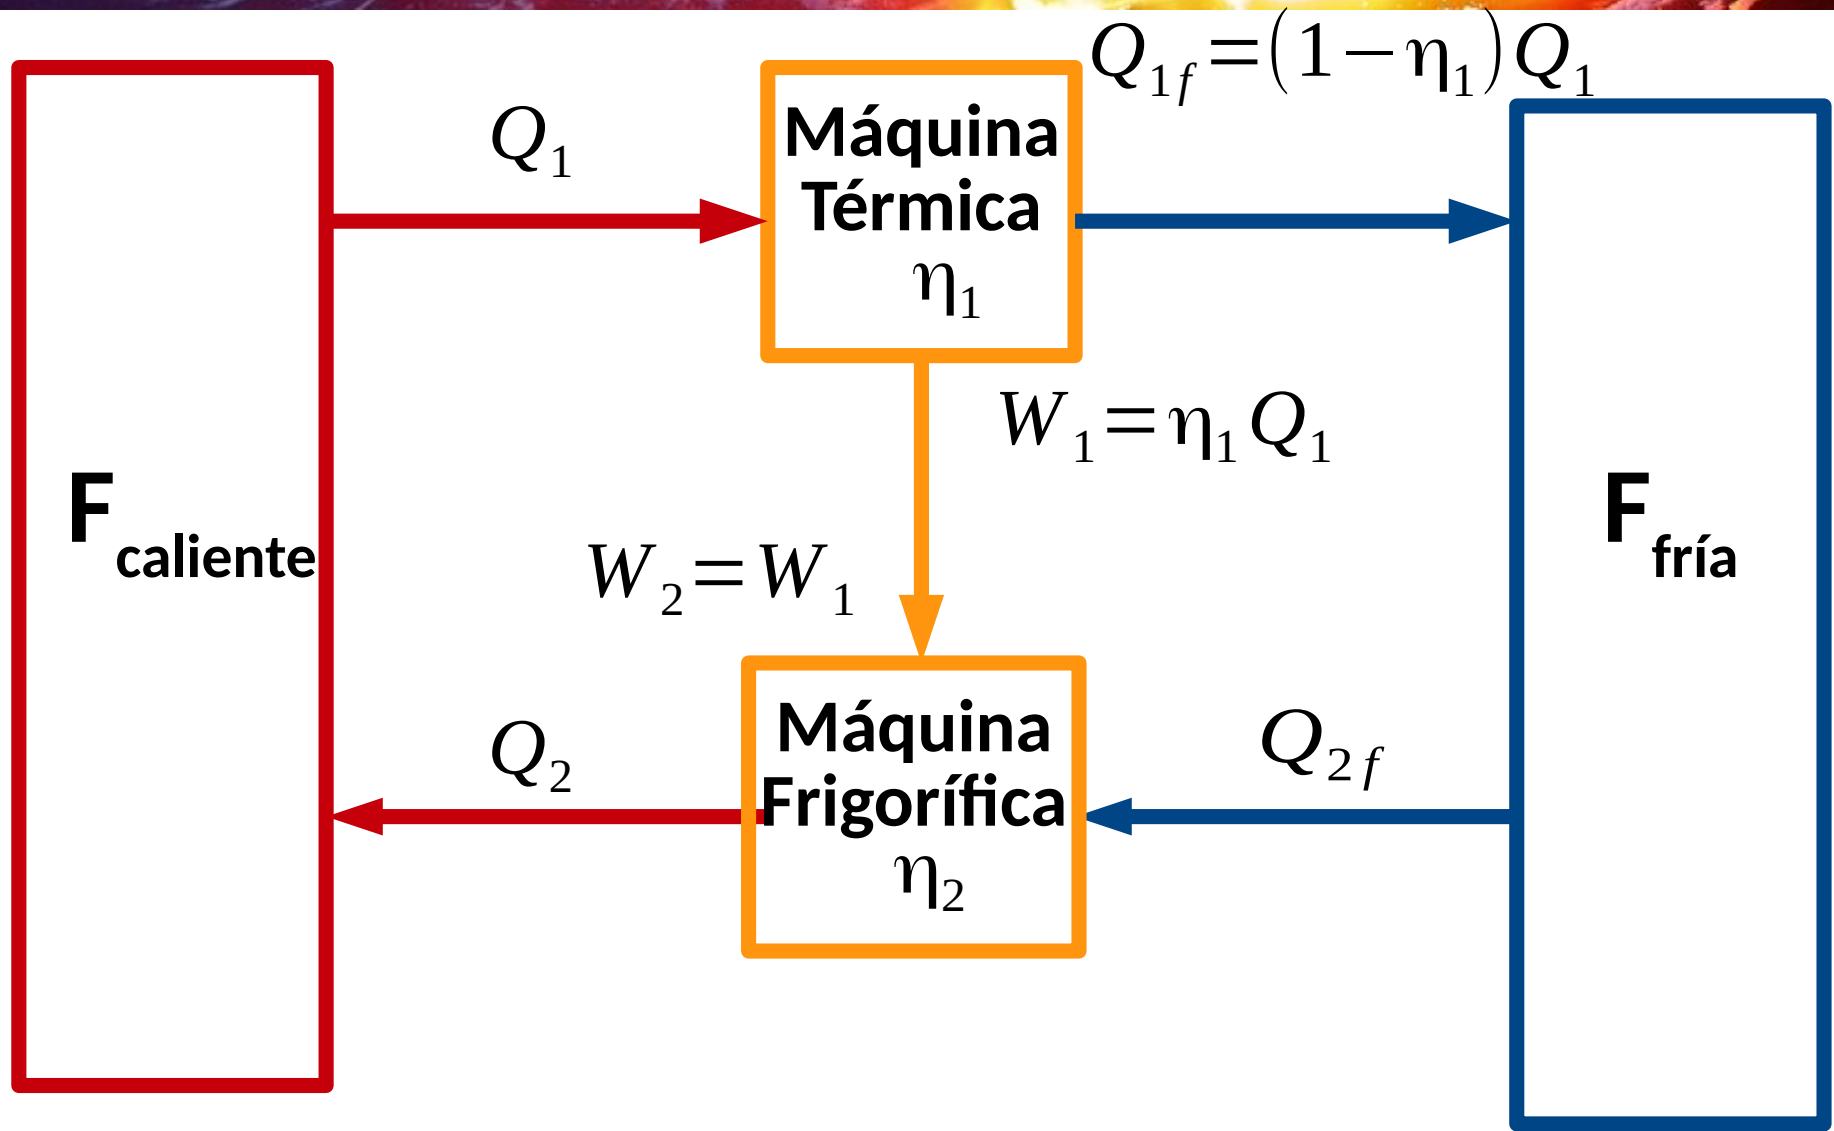 Q₁f=(1−η₁)Q₁
Q₁
Máquina
Térmica
η₁
W₁=η₁Q₁
F caliente
F fría
W₂=W₁
Q₂
Máquina
Frigorífica
η₂
Q₂f